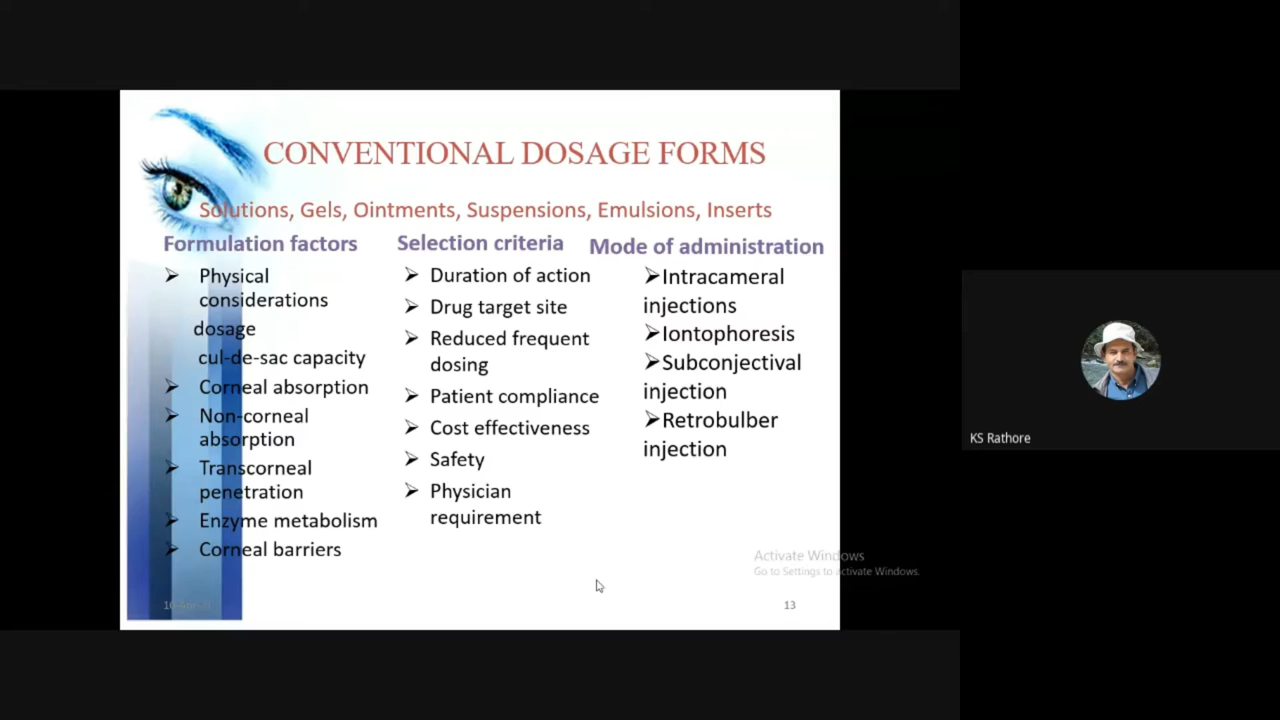 CONVENTIONAL DOSAGE FORMS
Solutions, Gels, Ointments, Suspensions, Emulsions, Inserts
Formulation factors
➢ Physical
considerations
dosage
cul-de-sac capacity
➢ Corneal absorption
➢ Non-corneal
absorption
➢ Transcorneal
penetration
➢ Enzyme metabolism
➢ Corneal barriers
Selection criteria
➢ Duration of action
➢ Drug target site
➢ Reduced frequent
dosing
➢ Patient compliance
➢ Cost effectiveness
➢ Safety
➢ Physician
requirement
Mode of administration
➢Intracameral
injections
➢Iontophoresis
➢Subconjectival
injection
➢Retrobulber
injection
13
Activate Windows
Go to Settings to activate Windows.
KS Rathore